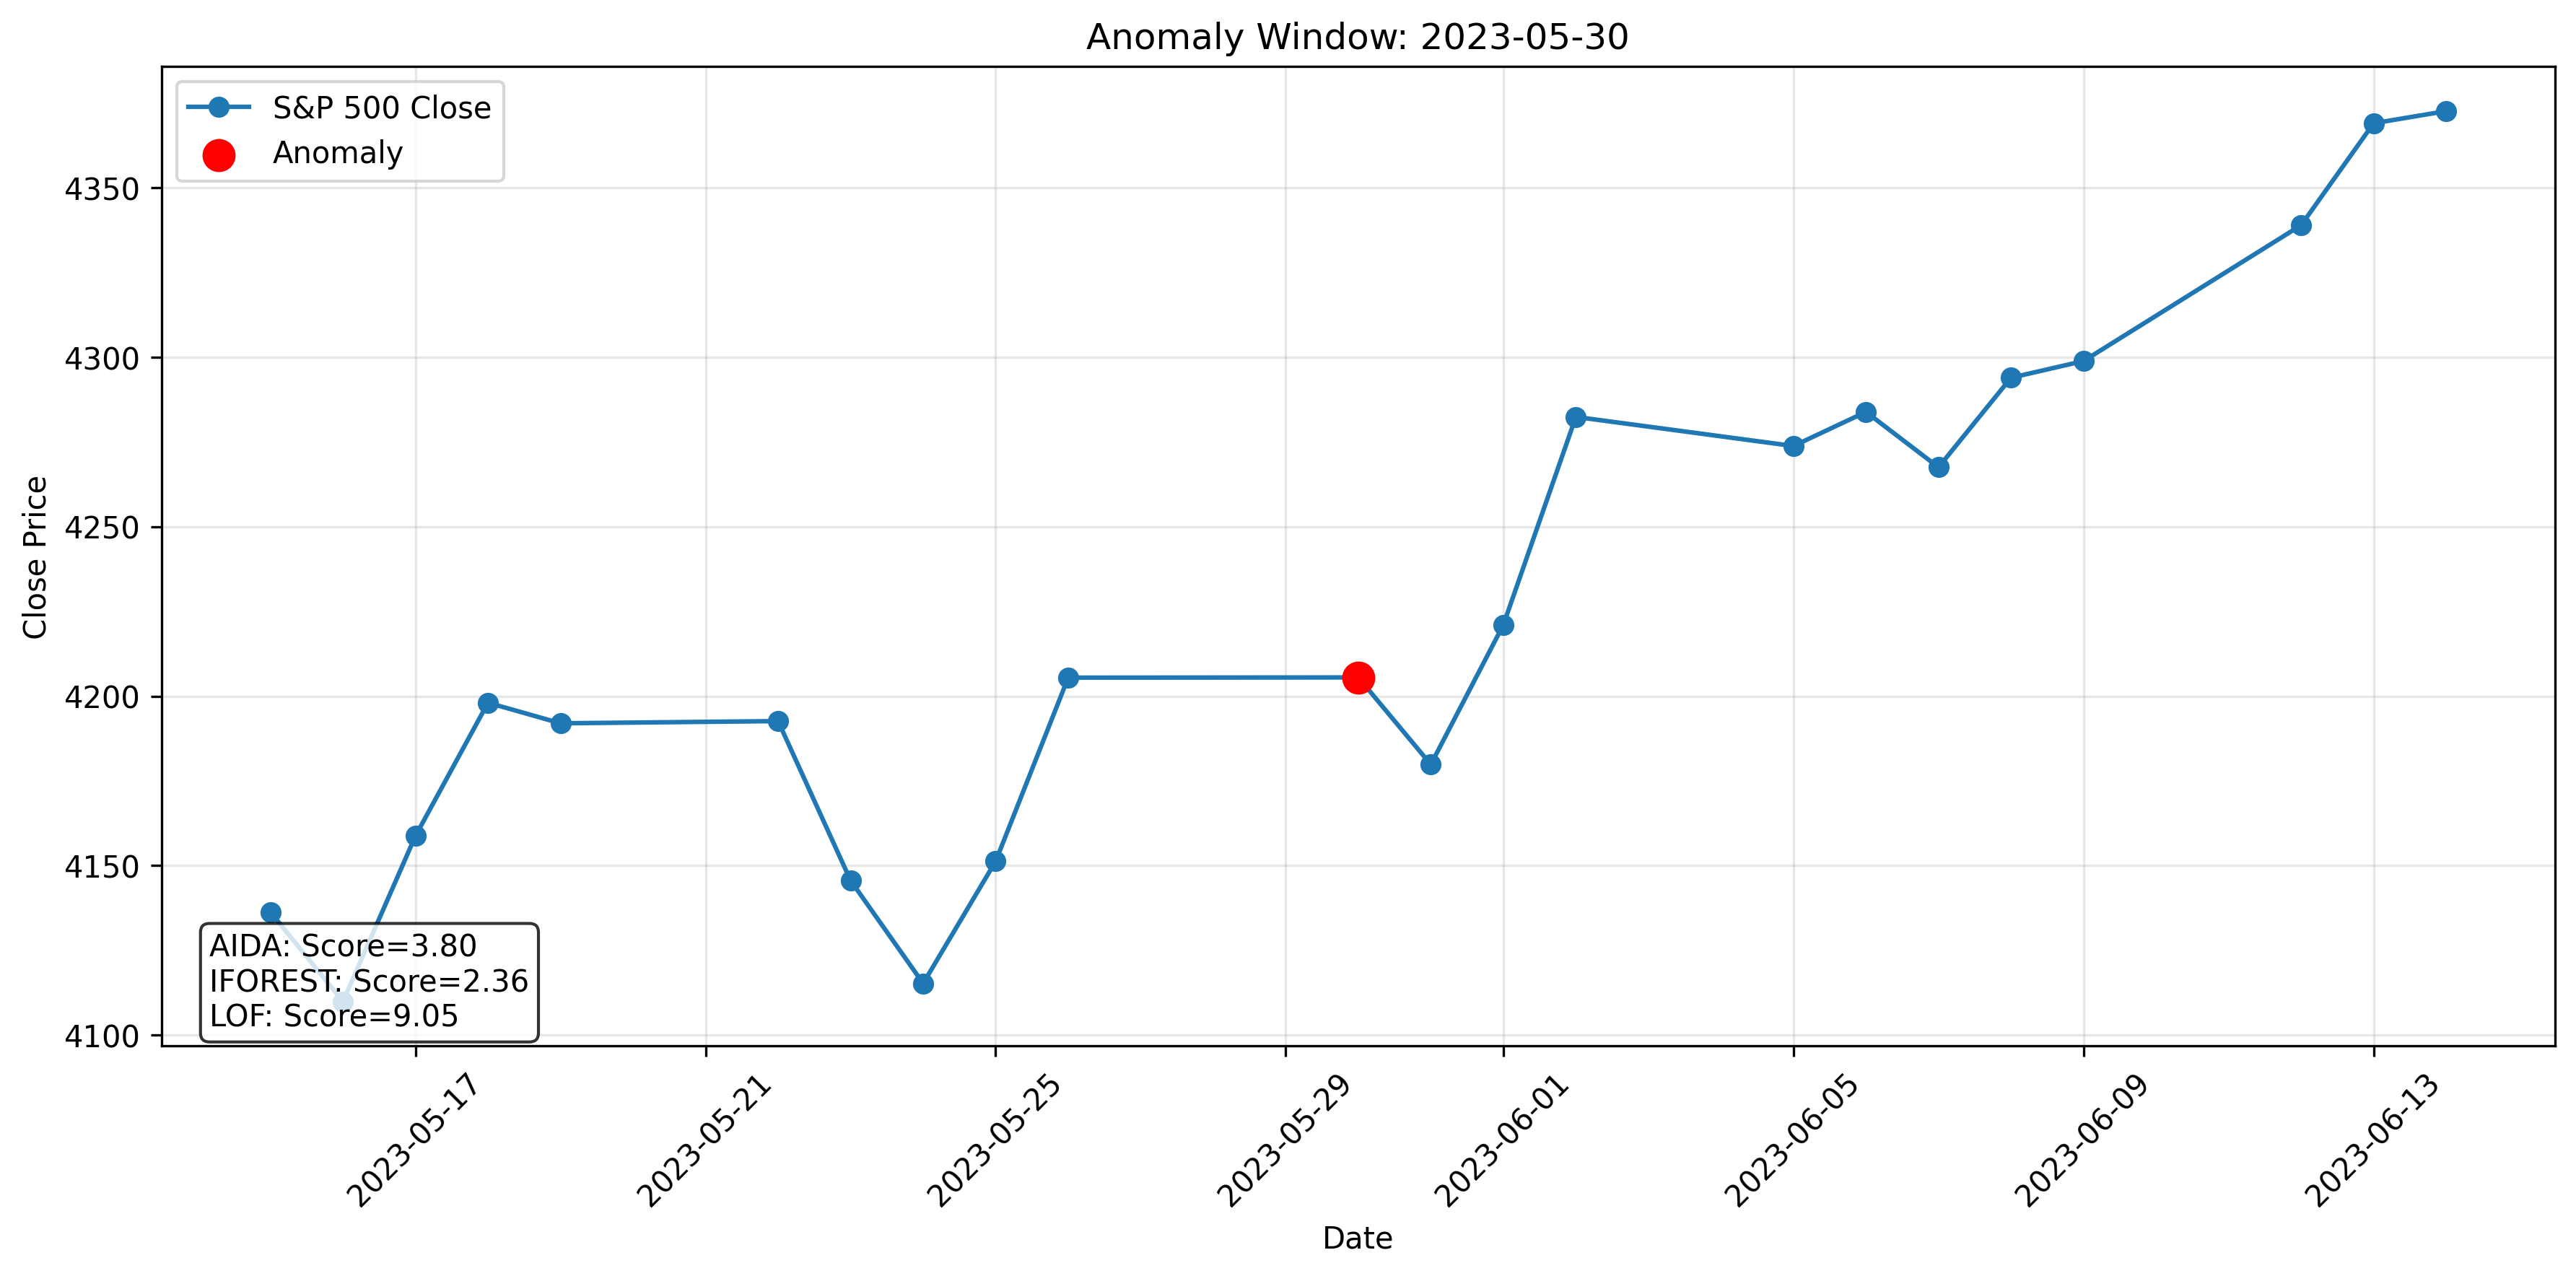 Anomaly Window: 2023-05-30
S&P 500 Close
Anomaly
Close Price
4350
4300
4250
4200
4150
4100
AIDA: Score=3.80
IFOREST: Score=2.36
LOF: Score=9.05
2023-05-17
2023-05-21
2023-05-25
2023-05-29
2023-06-01
2023-06-05
2023-06-09
2023-06-13
Date